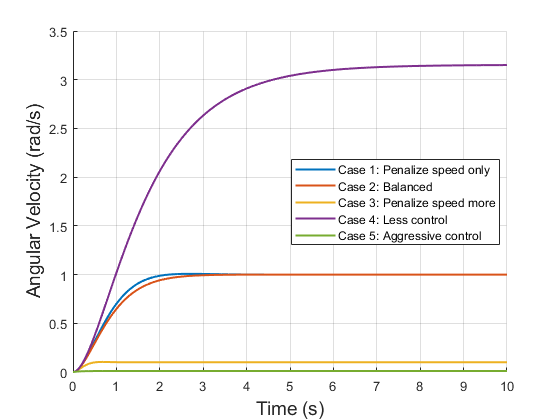 3.5
3
2.5
2
1.5
1
0.5
0
Angular Velocity (rad/s)
Case 1: Penalize speed only
Case 2: Balanced
Case 3: Penalize speed more
Case 4: Less control
Case 5: Aggressive control
0 1 2 3 4 5 6 7 8 9 10
Time (s)